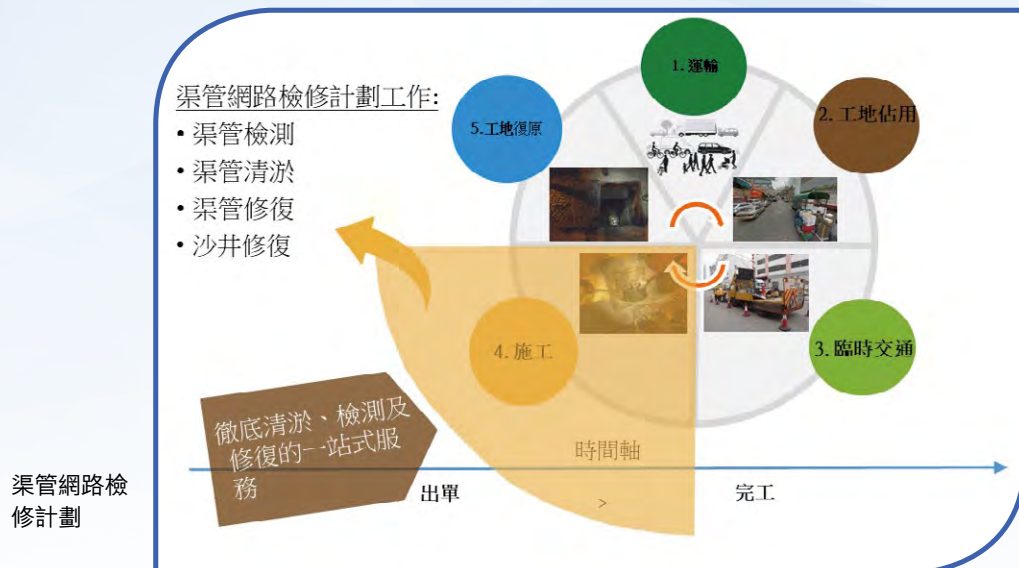 渠管網路檢修計劃工作:
• 渠管檢測
• 渠管清淤
• 渠管修復
• 沙井修復
1. 運輸
2. 工地佔用
3. 臨時交通
4. 施工
5.工地復原
徹底清淤、檢測及
修復的一站式服
務
時間軸
出單
>
完工
渠管網路檢
修計劃